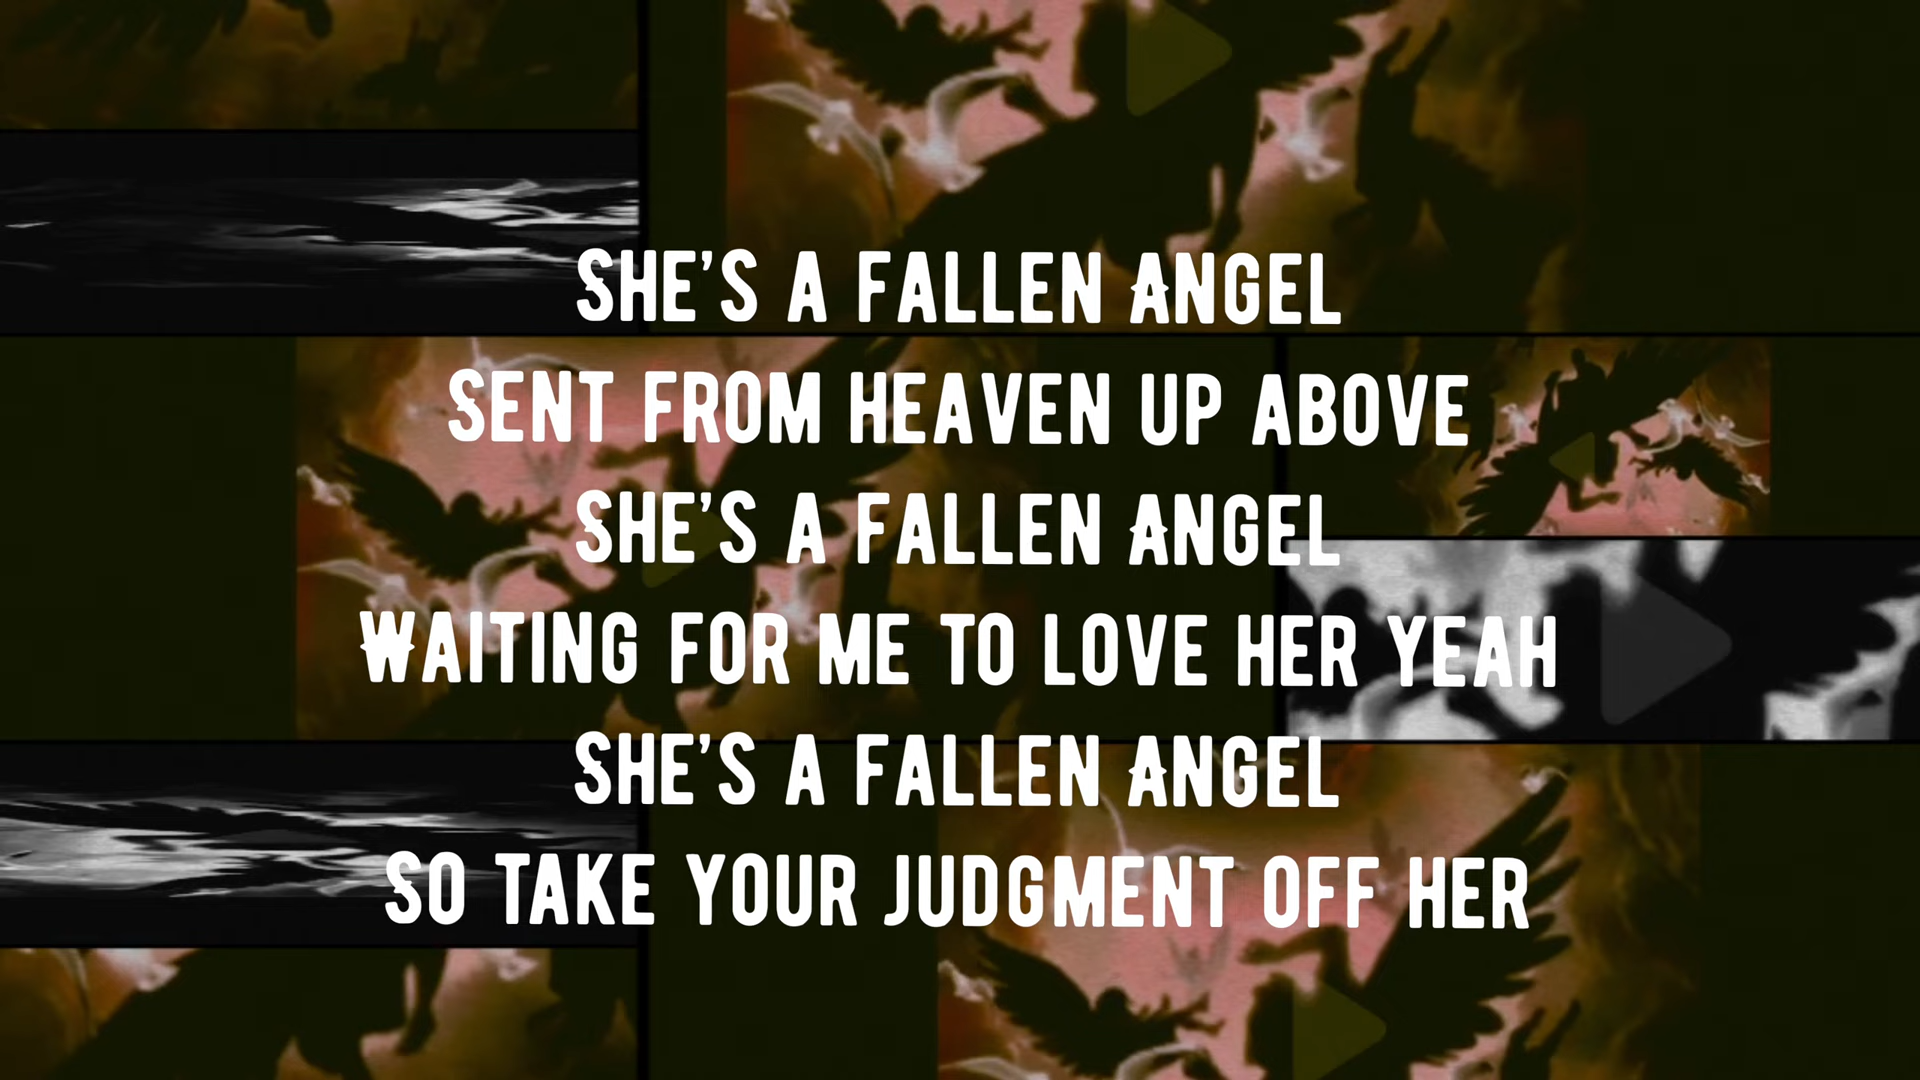 She's a fallen angel
Sent from heaven up above
She's a fallen angel
Waiting for me to love her yeah
She's a fallen angel
So take your judgment off her